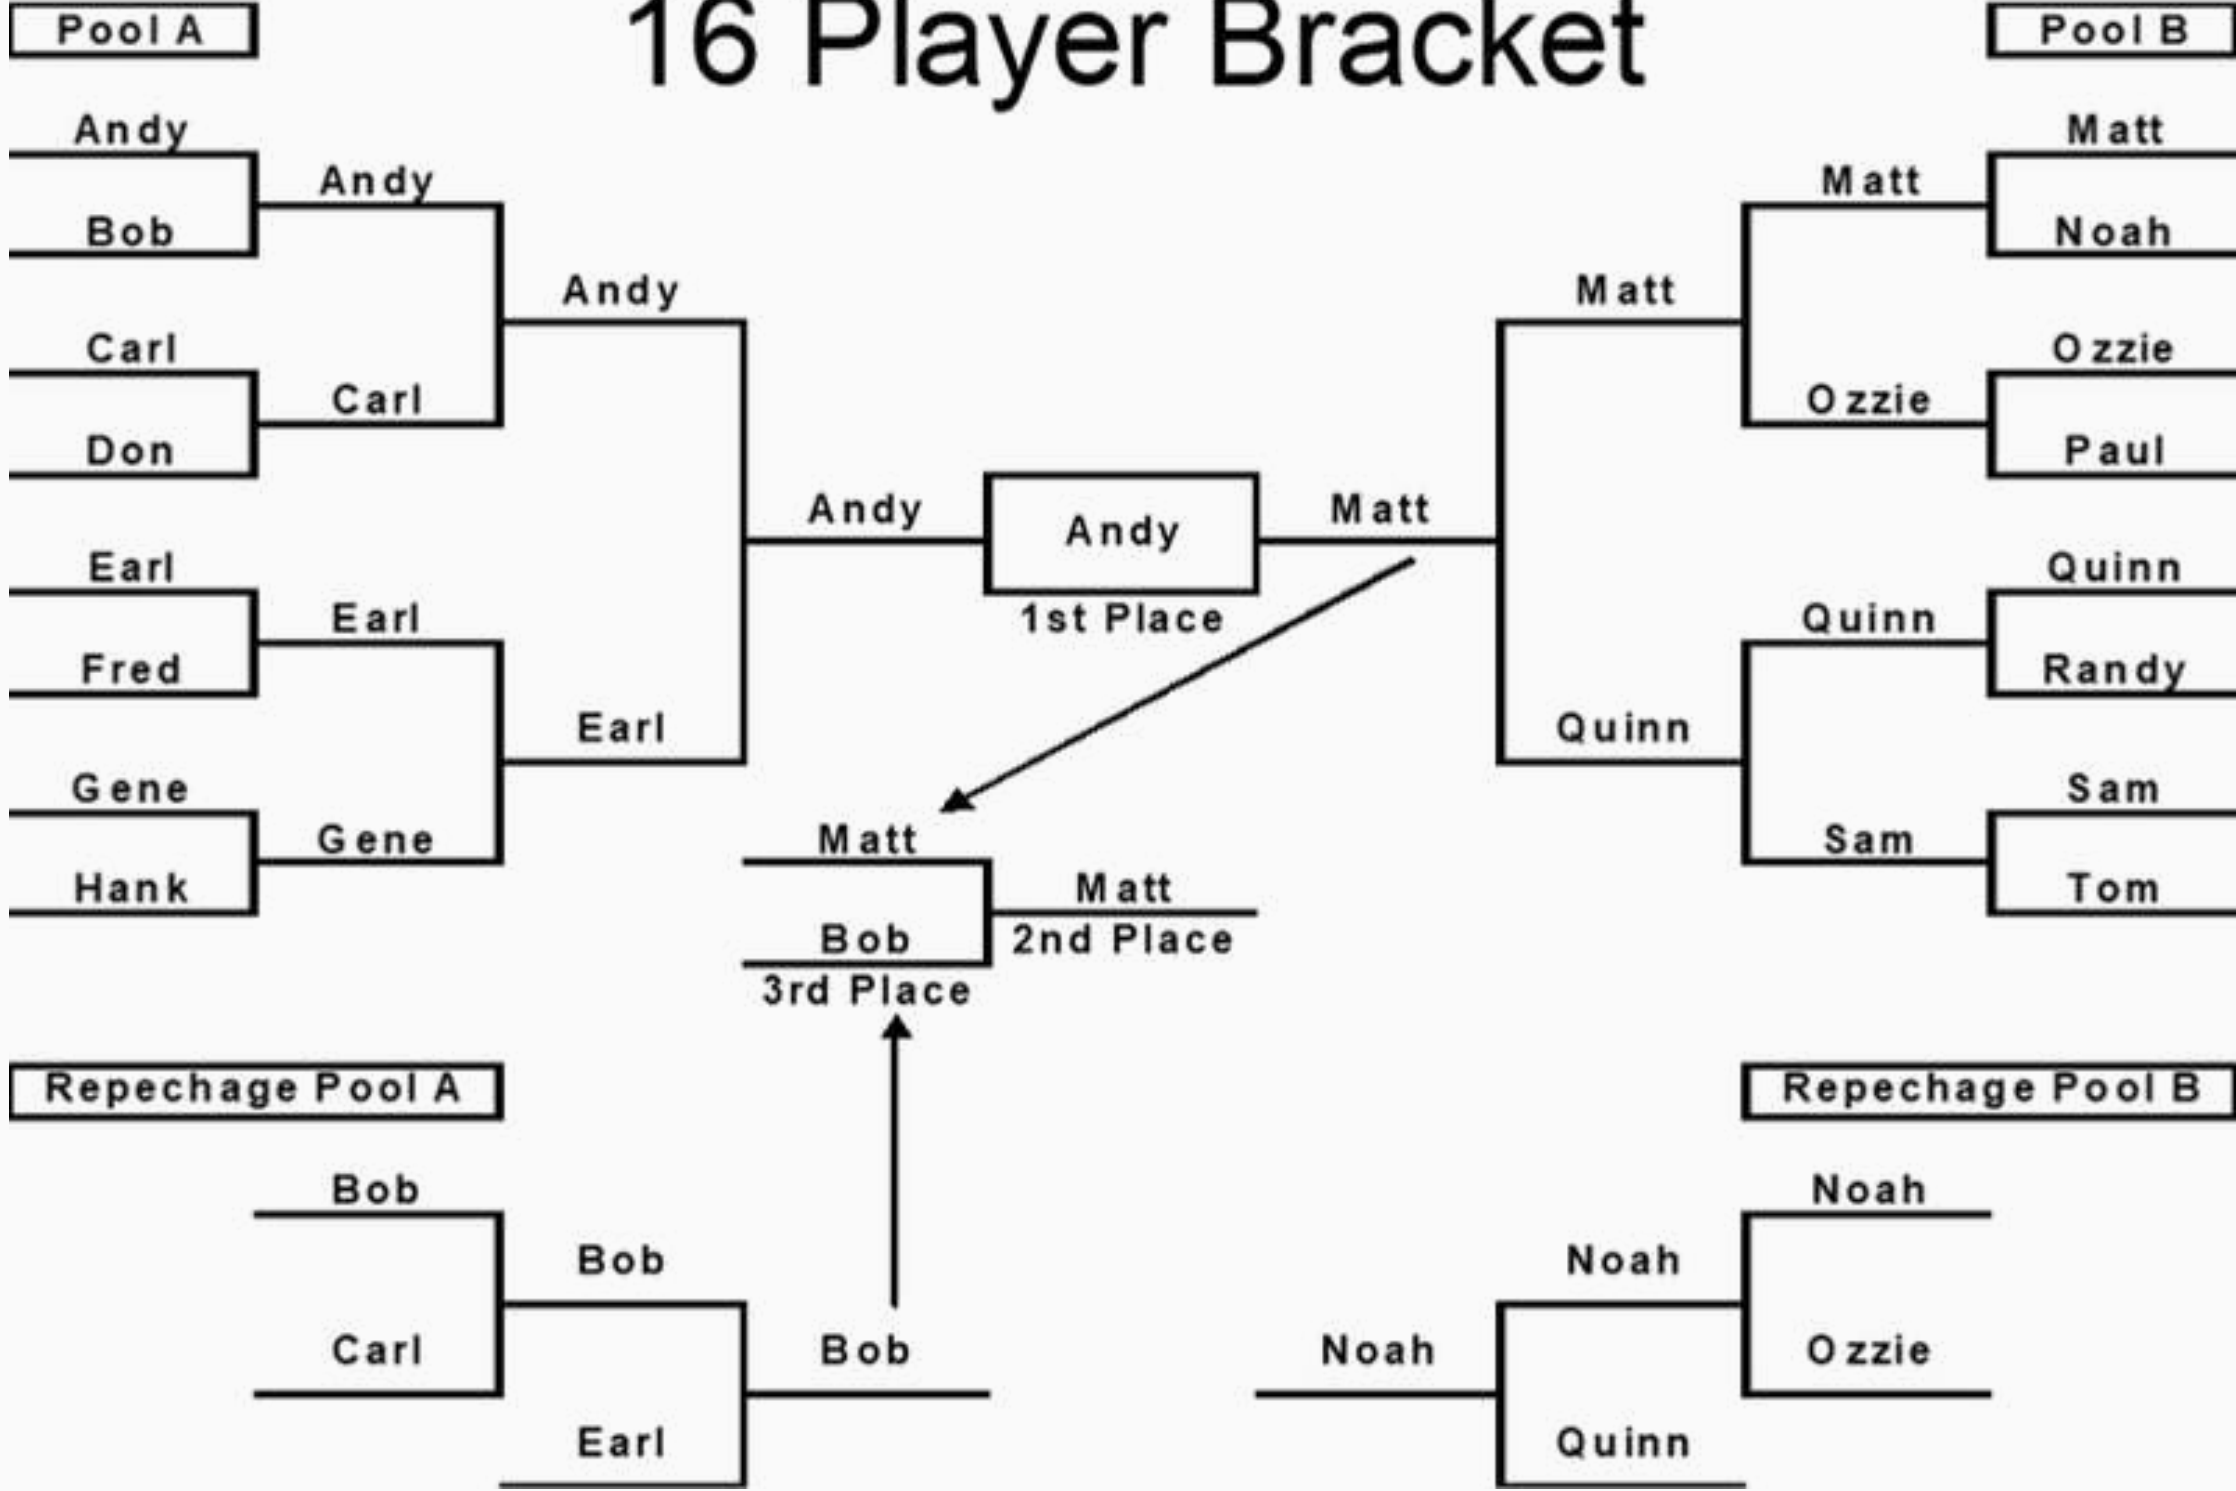 16 Player Bracket
Pool A
Pool B
Andy
Bob
Carl
Don
Earl
Fred
Gene
Hank
Andy
Carl
Earl
Gene
Andy
Earl
Andy
Andy
1st Place
Matt
Matt
Quinn
Matt
Ozzie
Quinn
Sam
Matt
Noah
Ozzie
Paul
Quinn
Randy
Sam
Tom
Matt
Bob
3rd Place
Matt
2nd Place
Repechage Pool A
Bob
Carl
Bob
Earl
Bob
Repechage Pool B
Noah
Noah
Quinn
Noah
Ozzie